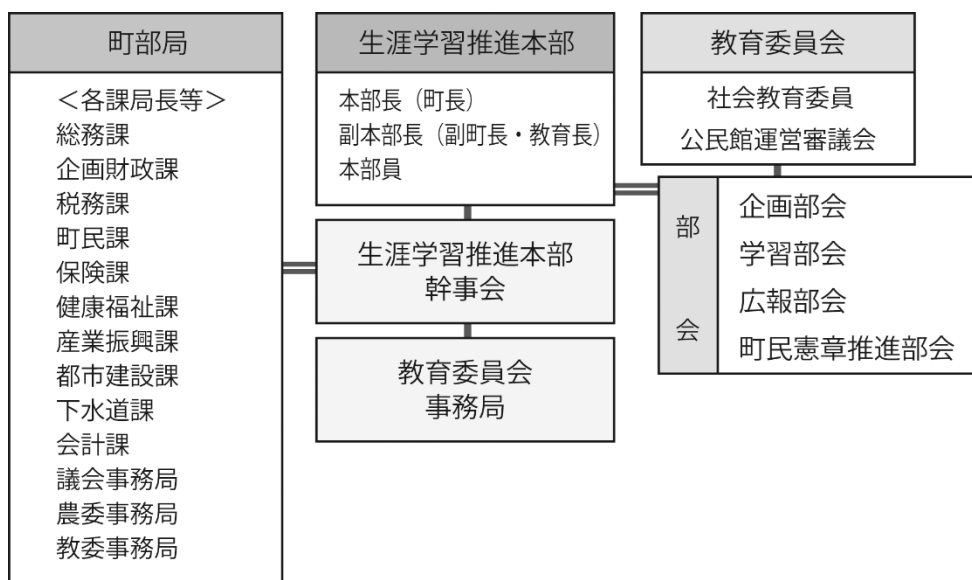 町部局
＜各課局長等＞
総務課
企画財政課
税務課
町民課
保険課
健康福祉課
産業振興課
都市建設課
下水道課
会計課
議会事務局
農委事務局
教委事務局
生涯学習推進本部
本部長（町長）
副本部長（副町長・教育長）
本部員
生涯学習推進本部
幹事会
教育委員会
事務局
教育委員会
社会教育委員
公民館運営審議会
部会
企画部会
学習部会
広報部会
町民憲章推進部会